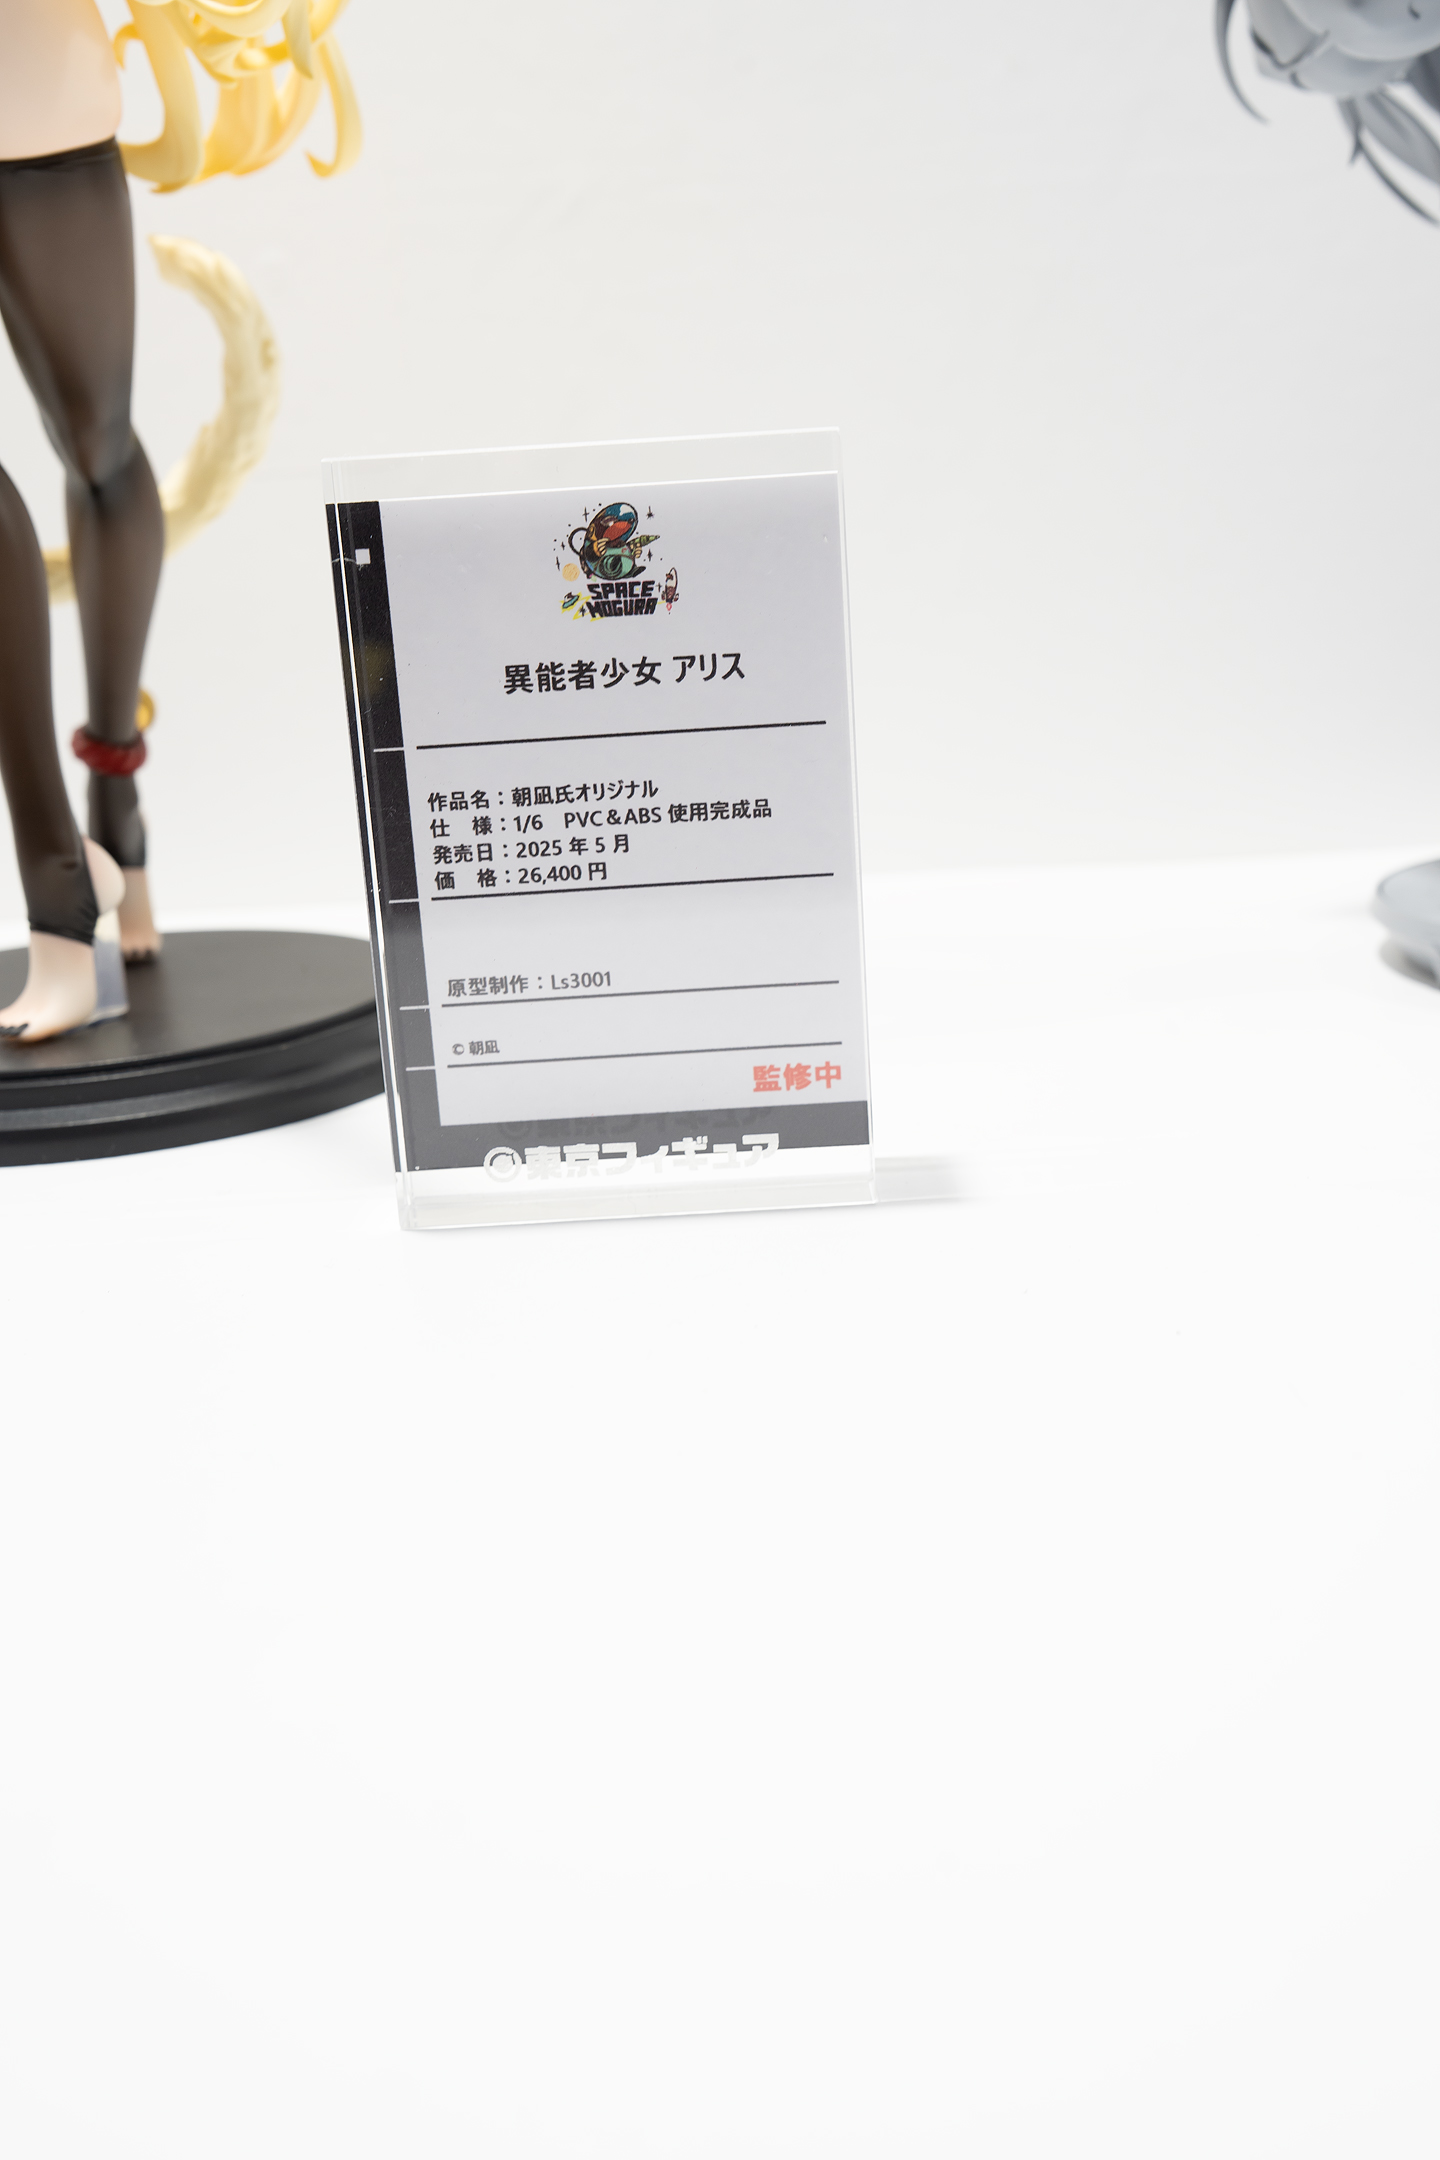 SPACE
MOGURA
異能者少女 アリス
作品名：朝凪氏オリジナル
仕　様：1/6　PVC＆ABS 使用完成品
発売日：2025 年 5 月
価　格：26,400 円
原型制作：Ls3001
© 朝凪
監修中
東京フィギュア